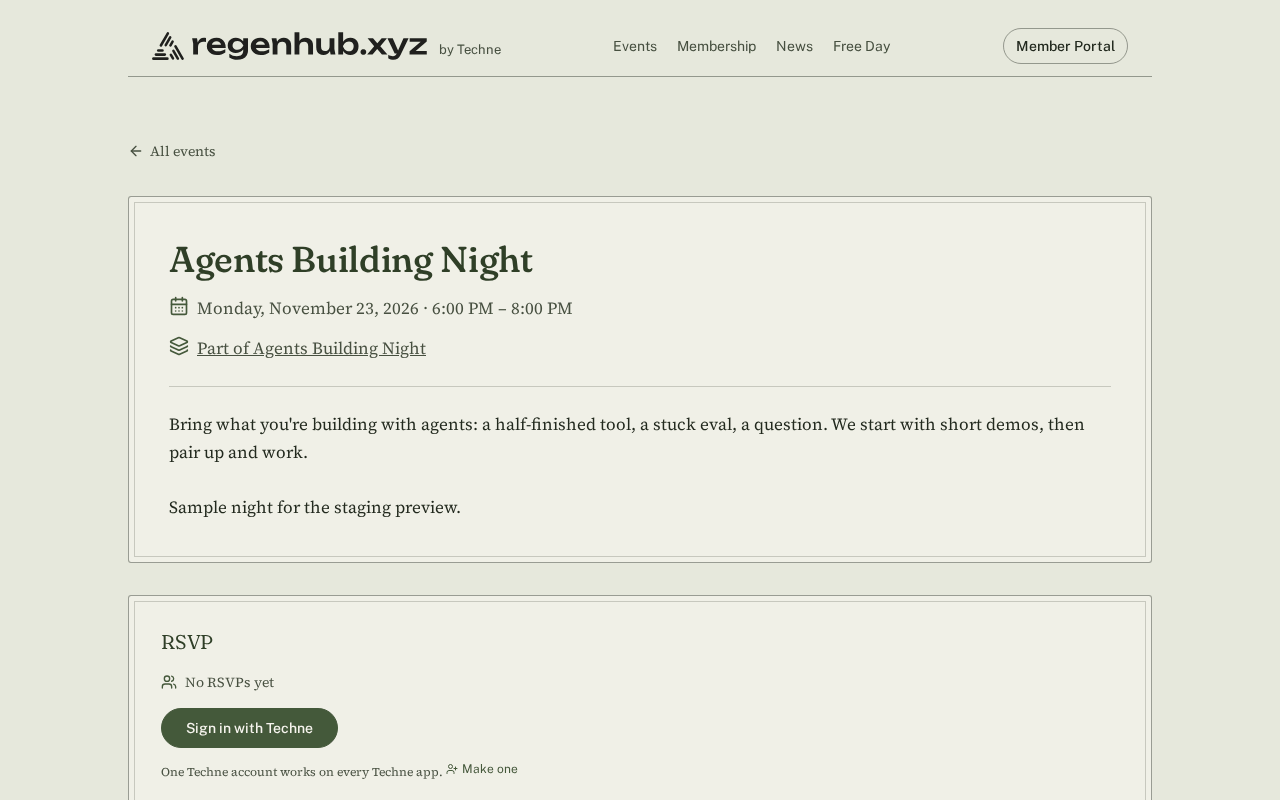 regenhub.xyz by Techne
Events Membership News Free Day
Member Portal
All events
Agents Building Night
Monday, November 23, 2026 · 6:00 PM – 8:00 PM
Part of Agents Building Night
Bring what you're building with agents: a half-finished tool, a stuck eval, a question. We start with short demos, then
pair up and work.
Sample night for the staging preview.
RSVP
No RSVPs yet
Sign in with Techne
One Techne account works on every Techne app. Make one